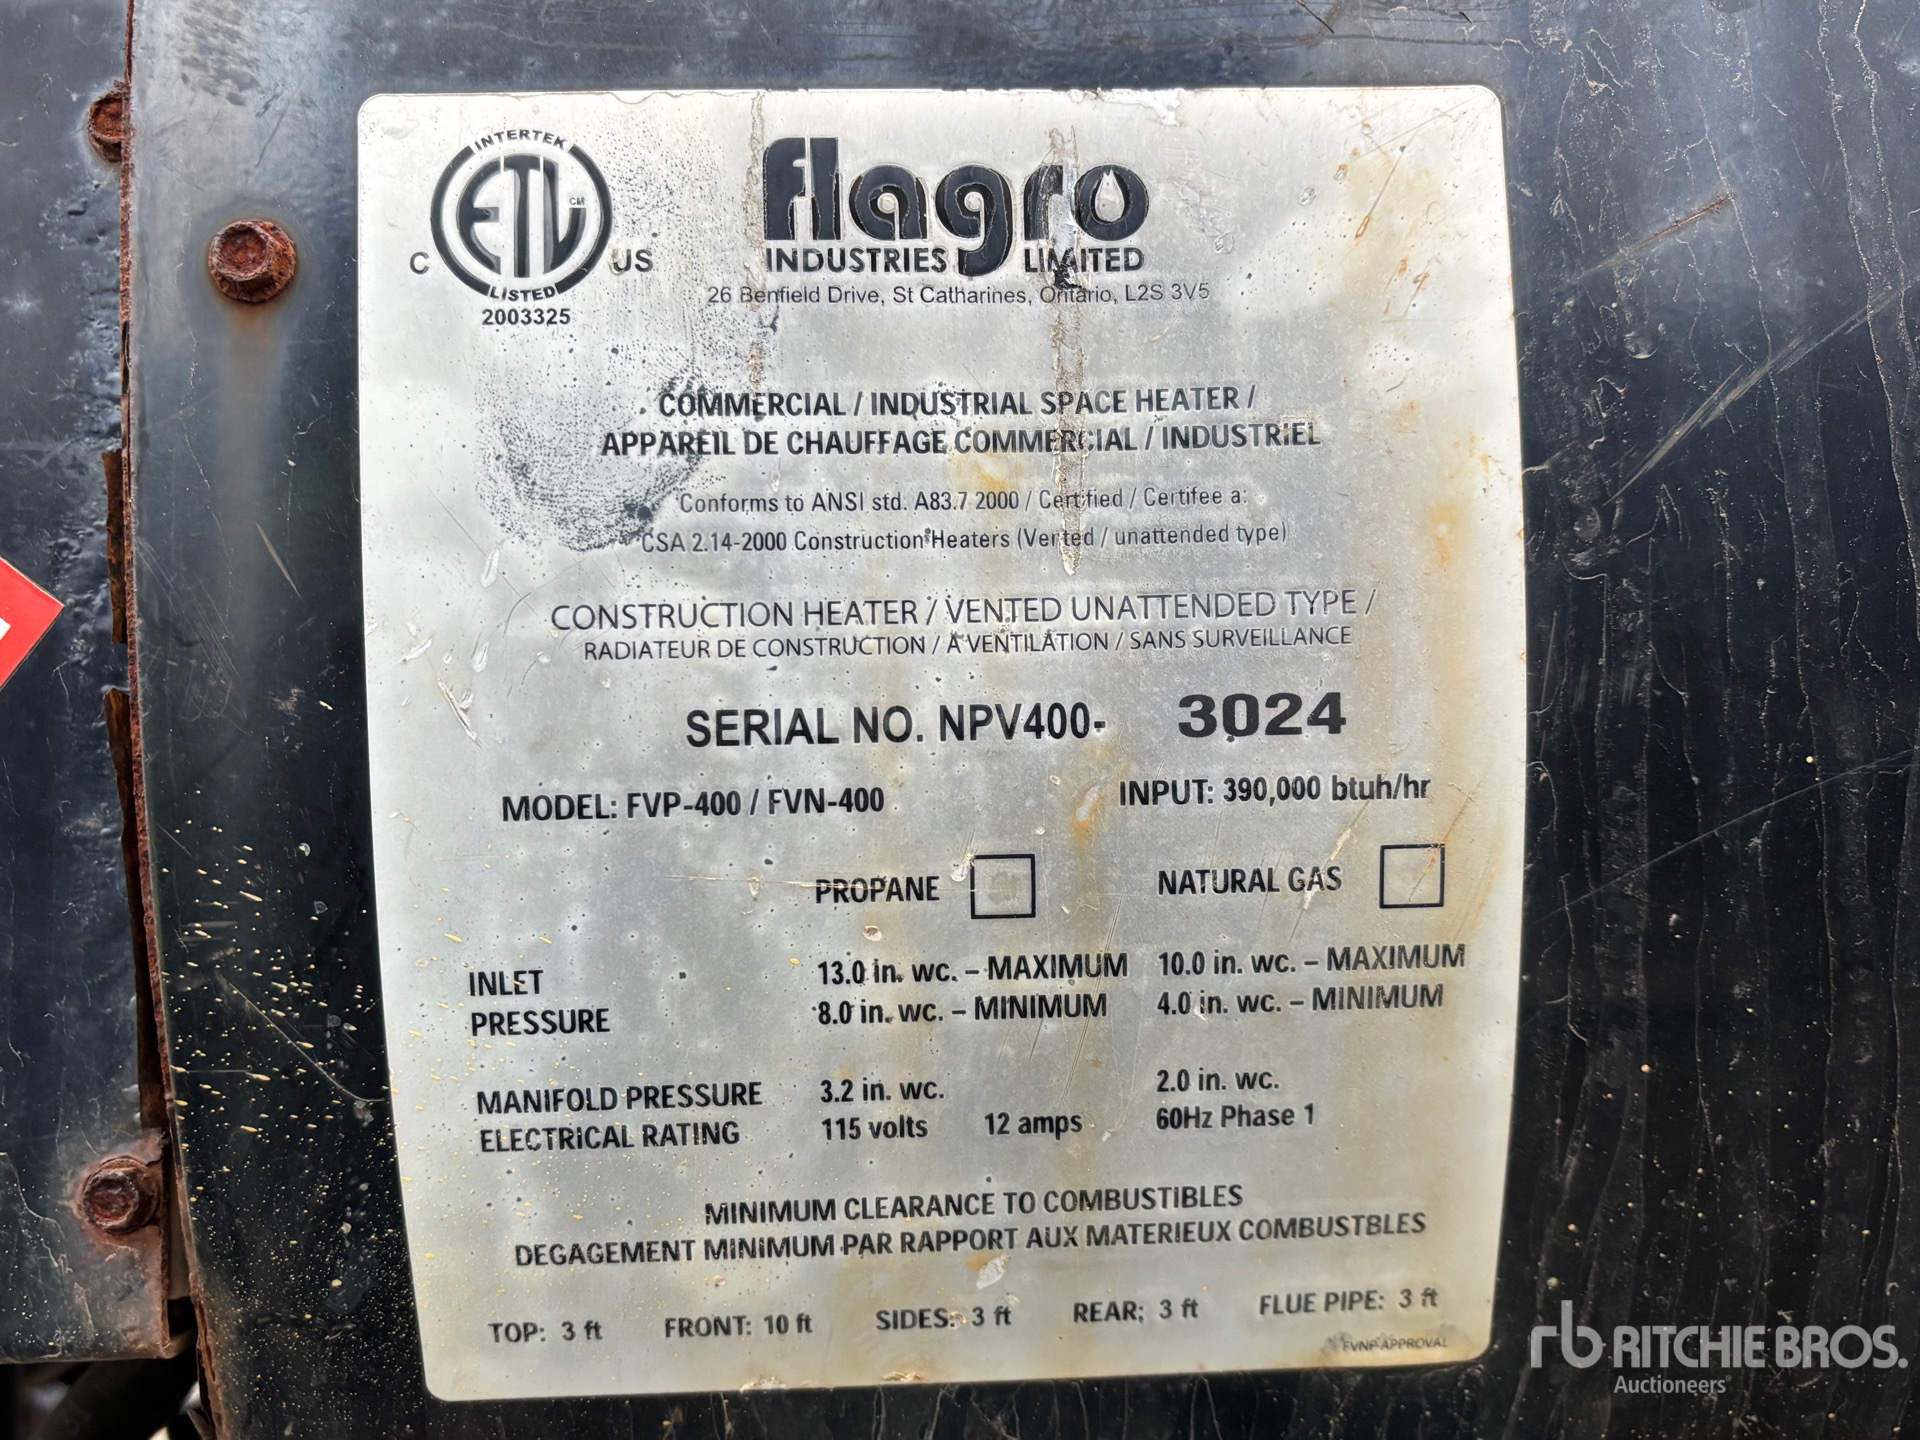 INTERTEK
ETL CM
C US
LISTED
2003325
flagro
INDUSTRIES LIMITED
26 Benfield Drive, St Catharines, Ontario, L2S 3V5
COMMERCIAL / INDUSTRIAL SPACE HEATER /
APPAREIL DE CHAUFFAGE COMMERCIAL / INDUSTRIEL
Conforms to ANSI std. A83.7 2000 / Certified / Certifee a:
CSA 2.14-2000 Construction Heaters (Vented / unattended type)
CONSTRUCTION HEATER / VENTED UNATTENDED TYPE /
RADIATEUR DE CONSTRUCTION / A VENTILATION / SANS SURVEILLANCE
SERIAL NO. NPV400- 3024
MODEL: FVP-400 / FVN-400 INPUT: 390,000 btuh/hr
PROPANE NATURAL GAS
INLET 13.0 in. wc. – MAXIMUM 10.0 in. wc. – MAXIMUM
PRESSURE 8.0 in. wc. – MINIMUM 4.0 in. wc. – MINIMUM
MANIFOLD PRESSURE 3.2 in. wc. 2.0 in. wc.
ELECTRICAL RATING 115 volts 12 amps 60Hz Phase 1
MINIMUM CLEARANCE TO COMBUSTIBLES
DEGAGEMENT MINIMUM PAR RAPPORT AUX MATERIEUX COMBUSTBLES
TOP: 3 ft FRONT: 10 ft SIDES: 3 ft REAR; 3 ft FLUE PIPE: 3 ft
FVNP-APPROVAL
rb RITCHIE BROS.
Auctioneers